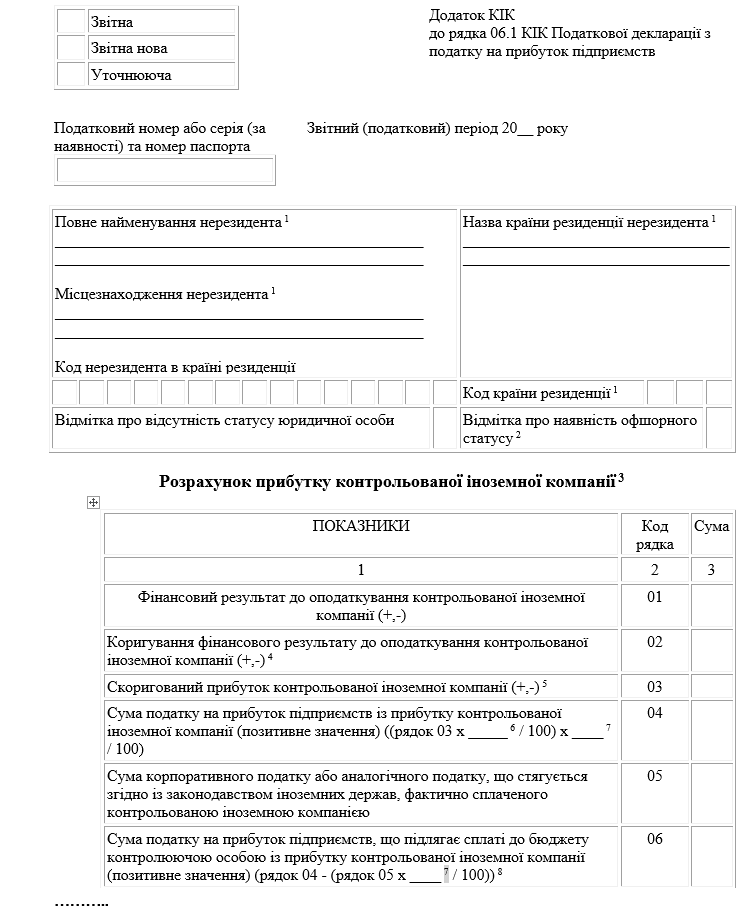 Звітна
Звітна нова
Уточнююча
Додаток КІК
до рядка 06.1 КІК Податкової декларації з
податку на прибуток підприємств
Податковий номер або серія (за
наявності) та номер паспорта
Звітний (податковий) період 20__ року
Повне найменування нерезидента 1
Назва країни резиденції нерезидента 1
Місцезнаходження нерезидента 1
Код нерезидента в країні резиденції
Код країни резиденції 1
Відмітка про відсутність статусу юридичної особи
Відмітка про наявність офшорного
статусу 2
Розрахунок прибутку контрольованої іноземної компанії 3
ПОКАЗНИКИ
Код
рядка
Сума
1
2
3
Фінансовий результат до оподаткування контрольованої іноземної
компанії (+,-)
01
Коригування фінансового результату до оподаткування контрольованої
іноземної компанії (+,-) 4
02
Скоригований прибуток контрольованої іноземної компанії (+,-) 5
03
Сума податку на прибуток підприємств із прибутку контрольованої
іноземної компанії (позитивне значення) ((рядок 03 х _____ 6 / 100) х ____ 7
/ 100)
04
Сума корпоративного податку або аналогічного податку, що стягується
згідно із законодавством іноземних держав, фактично сплаченого
контрольованою іноземною компанією
05
Сума податку на прибуток підприємств, що підлягає сплаті до бюджету
контролюючою особою із прибутку контрольованої іноземної компанії
(позитивне значення) (рядок 04 - (рядок 05 х ____ 7 / 100)) 8
06
………..